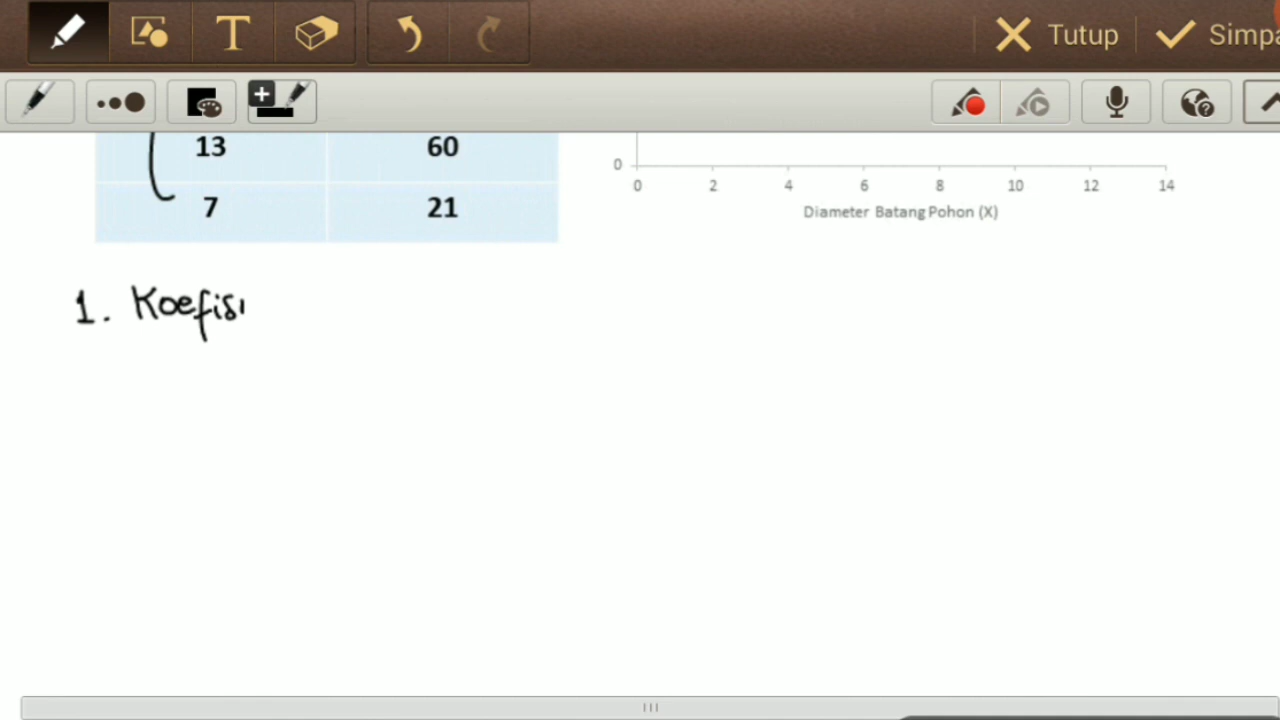 T Tutup Simpa
13 60
7 21
0
0 2 4 6 8 10 12 14
Diameter Batang Pohon (X)
1. Koefisi